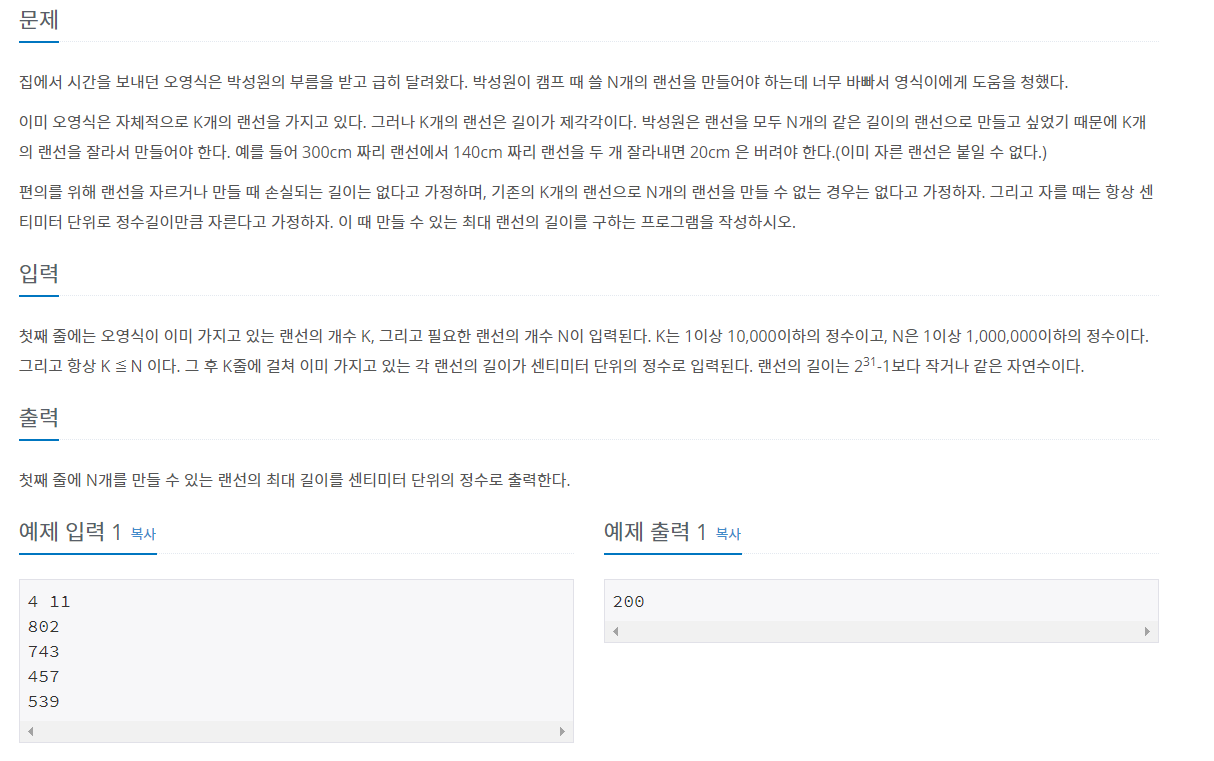 문제
집에서 시간을 보내던 오영식은 박성원의 부름을 받고 급히 달려왔다. 박성원이 캠프 때 쓸 N개의 랜선을 만들어야 하는데 너무 바빠서 영식이에게 도움을 청했다.
이미 오영식은 자체적으로 K개의 랜선을 가지고 있다. 그러나 K개의 랜선은 길이가 제각각이다. 박성원은 랜선을 모두 N개의 같은 길이의 랜선으로 만들고 싶었기 때문에 K개
의 랜선을 잘라서 만들어야 한다. 예를 들어 300cm 짜리 랜선에서 140cm 짜리 랜선을 두 개 잘라내면 20cm 은 버려야 한다.(이미 자른 랜선은 붙일 수 없다.)
편의를 위해 랜선을 자르거나 만들 때 손실되는 길이는 없다고 가정하며, 기존의 K개의 랜선으로 N개의 랜선을 만들 수 없는 경우는 없다고 가정하자. 그리고 자를 때는 항상 센
티미터 단위로 정수길이만큼 자른다고 가정하자. 이 때 만들 수 있는 최대 랜선의 길이를 구하는 프로그램을 작성하시오.
입력
첫째 줄에는 오영식이 이미 가지고 있는 랜선의 개수 K, 그리고 필요한 랜선의 개수 N이 입력된다. K는 1이상 10,000이하의 정수이고, N은 1이상 1,000,000이하의 정수이다.
그리고 항상 K ≦ N 이다. 그 후 K줄에 걸쳐 이미 가지고 있는 각 랜선의 길이가 센티미터 단위의 정수로 입력된다. 랜선의 길이는 2³¹-1보다 작거나 같은 자연수이다.
출력
첫째 줄에 N개를 만들 수 있는 랜선의 최대 길이를 센티미터 단위의 정수로 출력한다.
예제 입력 1 복사
4 11
802
743
457
539
예제 출력 1 복사
200